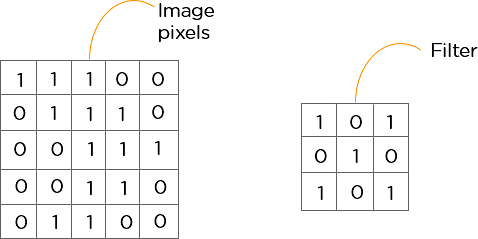 Image
pixels
Filter
1 1 1 0 0
0 1 1 1 0
0 0 1 1 1
0 0 1 1 0
0 1 1 0 0
1 0 1
0 1 0
1 0 1